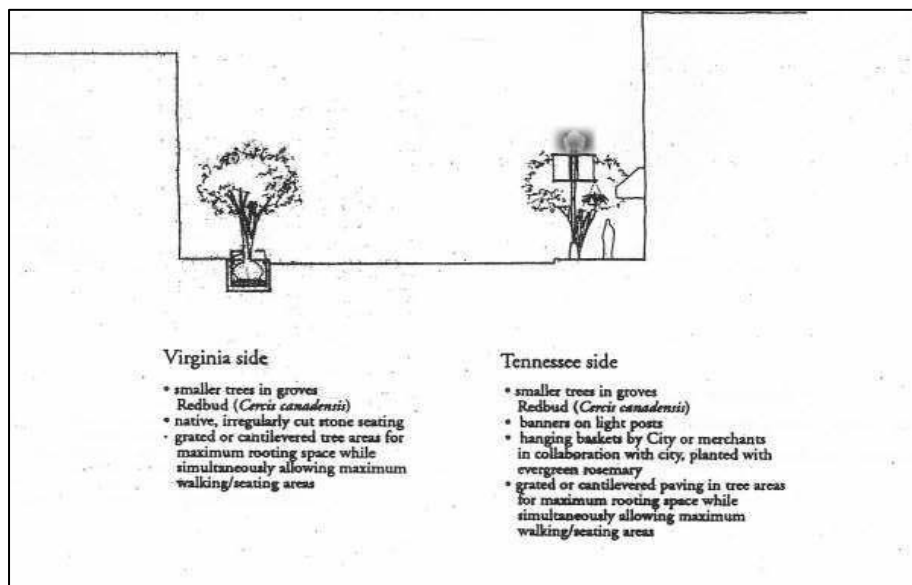 Virginia side
• smaller trees in groves
Redbud (Cercis canadensis)
• native, irregularly cut stone seating
· grated or cantilevered tree areas for
maximum rooting space while
simultaneously allowing maximum
walking/seating areas
Tennessee side
• smaller trees in groves
Redbud (Cercis canadensis)
• banners on light posts
• hanging baskets by City or merchants
in collaboration with city, planted with
evergreen rosemary
• grated or cantilevered paving in tree areas
for maximum rooting space while
simultaneously allowing maximum
walking/seating areas